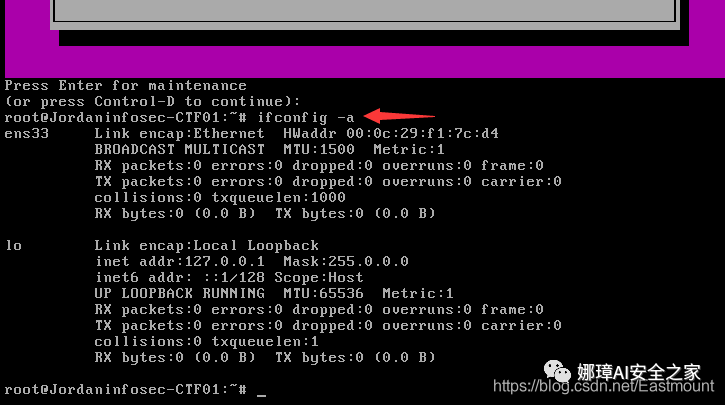 Press Enter for maintenance
(or press Control-D to continue):
root@Jordaninfosec-CTF01:~# ifconfig -a
ens33     Link encap:Ethernet  HWaddr 00:0c:29:f1:7c:d4
          BROADCAST MULTICAST  MTU:1500  Metric:1
          RX packets:0 errors:0 dropped:0 overruns:0 frame:0
          TX packets:0 errors:0 dropped:0 overruns:0 carrier:0
          collisions:0 txqueuelen:1000
          RX bytes:0 (0.0 B)  TX bytes:0 (0.0 B)
lo        Link encap:Local Loopback
          inet addr:127.0.0.1  Mask:255.0.0.0
          inet6 addr: ::1/128 Scope:Host
          UP LOOPBACK RUNNING  MTU:65536  Metric:1
          RX packets:0 errors:0 dropped:0 overruns:0 frame:0
          TX packets:0 errors:0 dropped:0 overruns:0 carrier:0
          collisions:0 txqueuelen:1
          RX bytes:0 (0.0 B)  TX bytes:0 (0.0 B)
娜璋AI安全之家
root@Jordaninfosec-CTF01:~# _
https://blog.csdn.net/Eastmount